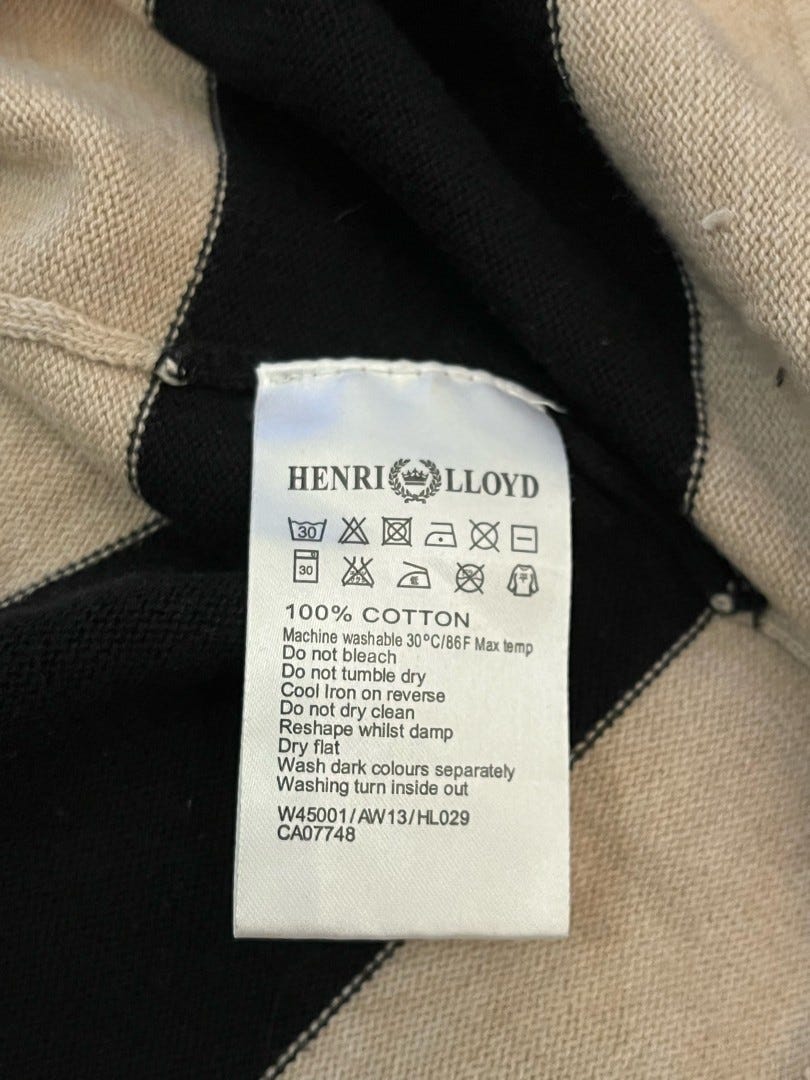 HENRI LLOYD
30
30
100% COTTON
Machine washable 30°C/86F Max temp
Do not bleach
Do not tumble dry
Cool Iron on reverse
Do not dry clean
Reshape whilst damp
Dry flat
Wash dark colours separately
Washing turn inside out
W45001/AW13/HL029
CA07748